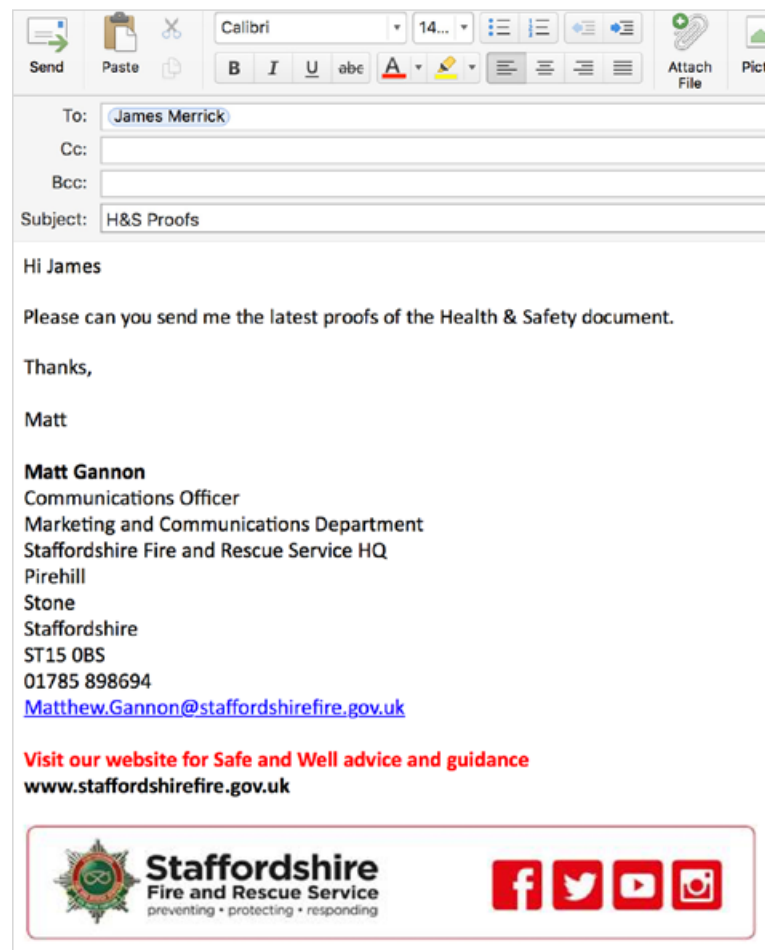 Calibri
14...
Send
Paste
B I U abc A
Attach
File
Pict
To: James Merrick
Cc:
Bcc:
Subject: H&S Proofs
Hi James
Please can you send me the latest proofs of the Health & Safety document.
Thanks,
Matt
Matt Gannon
Communications Officer
Marketing and Communications Department
Staffordshire Fire and Rescue Service HQ
Pirehill
Stone
Staffordshire
ST15 0BS
01785 898694
Matthew.Gannon@staffordshirefire.gov.uk
Visit our website for Safe and Well advice and guidance
www.staffordshirefire.gov.uk
Staffordshire
Fire and Rescue Service
preventing • protecting • responding